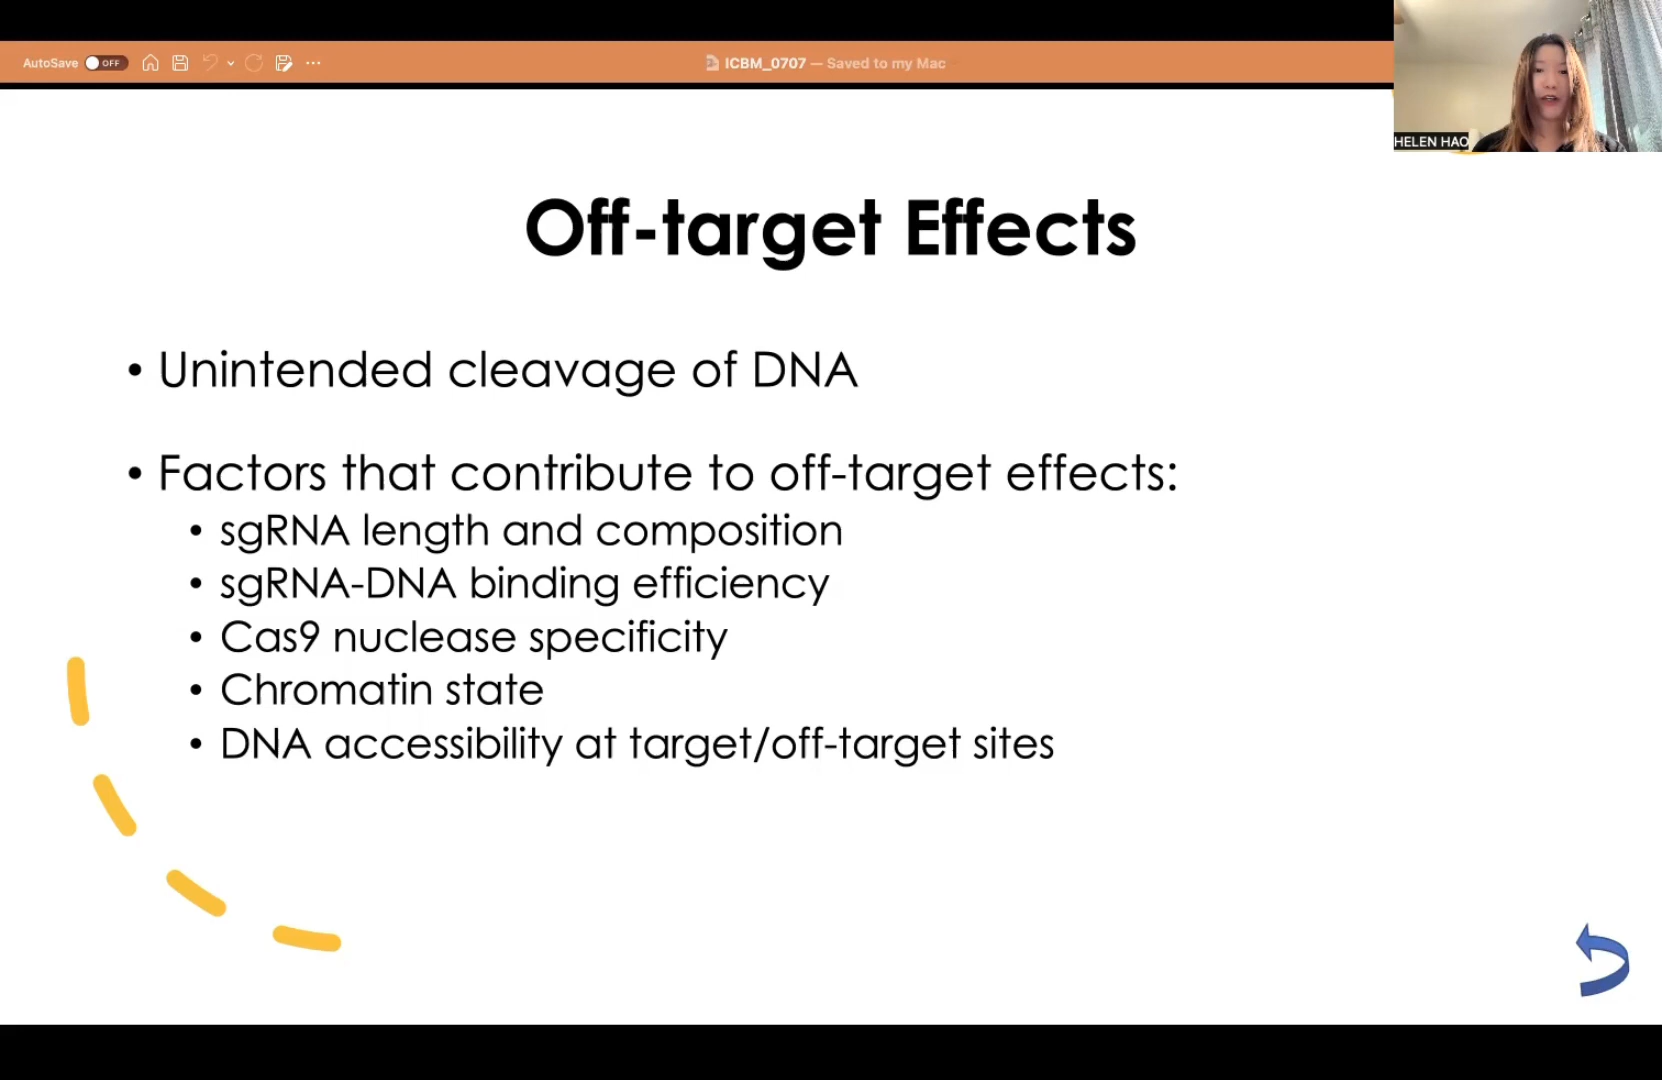 AutoSave OFF
ICBM_0707 — Saved to my Mac
HELEN HAO
Off-target Effects
• Unintended cleavage of DNA
• Factors that contribute to off-target effects:
• sgRNA length and composition
• sgRNA-DNA binding efficiency
• Cas9 nuclease specificity
• Chromatin state
• DNA accessibility at target/off-target sites